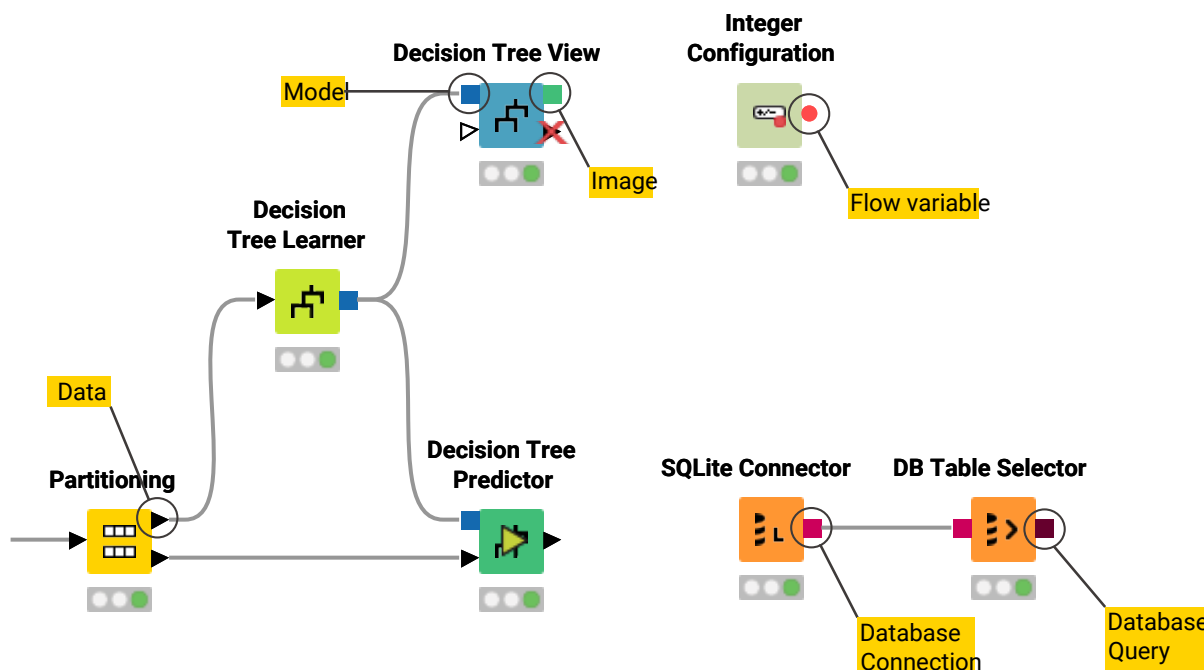 Integer
Configuration
Decision Tree View
Model
Image
Flow variable
Decision
Tree Learner
Data
Partitioning
Decision Tree
Predictor
SQLite Connector
DB Table Selector
L
Database
Connection
Database
Query